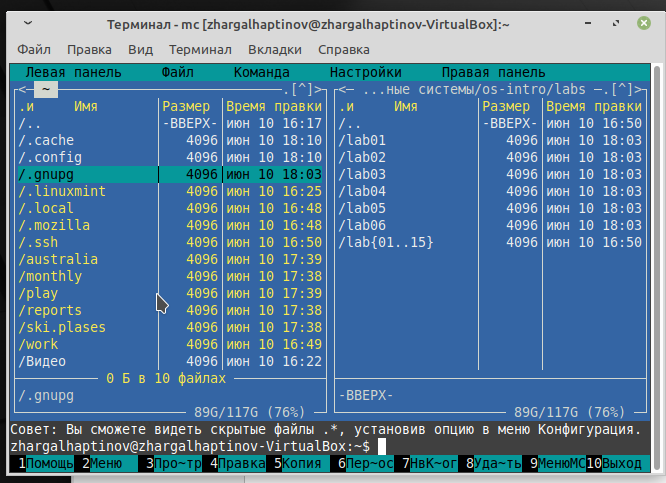 Терминал - mc [zhargalhaptinov@zhargalhaptinov-VirtualBox]:~
Файл Правка Вид Терминал Вкладки Справка
Левая панель Файл Команда Настройки Правая панель
<— ~ .[^]> <— ...ные системы/os-intro/labs —.[^]>
.и Имя Размер Время правки .и Имя Размер Время правки
/.. -ВВЕРХ- июн 10 16:17 /.. -ВВЕРХ- июн 10 16:50
/.cache 4096 июн 10 18:10 /lab01 4096 июн 10 18:03
/.config 4096 июн 10 18:10 /lab02 4096 июн 10 18:03
/.gnupg 4096 июн 10 18:03 /lab03 4096 июн 10 18:03
/.linuxmint 4096 июн 10 16:25 /lab04 4096 июн 10 18:03
/.local 4096 июн 10 16:48 /lab05 4096 июн 10 18:03
/.mozilla 4096 июн 10 16:48 /lab06 4096 июн 10 18:03
/.ssh 4096 июн 10 16:50 /lab{01..15} 4096 июн 10 16:50
/australia 4096 июн 10 17:39
/monthly 4096 июн 10 17:38
/play 4096 июн 10 17:39
/reports 4096 июн 10 17:38
/ski.plases 4096 июн 10 17:38
/work 4096 июн 10 16:49
/Видео 4096 июн 10 16:22
0 Б в 10 файлах
/.gnupg -ВВЕРХ-
89G/117G (76%) 89G/117G (76%)
Совет: Вы сможете видеть скрытые файлы .*, установив опцию в меню Конфигурация.
zhargalhaptinov@zhargalhaptinov-VirtualBox:~$
1Помощь 2Меню 3Про~тр 4Правка 5Копия 6Пер~ос 7НвК~ог 8Уда~ть 9МенюМС 10Выход